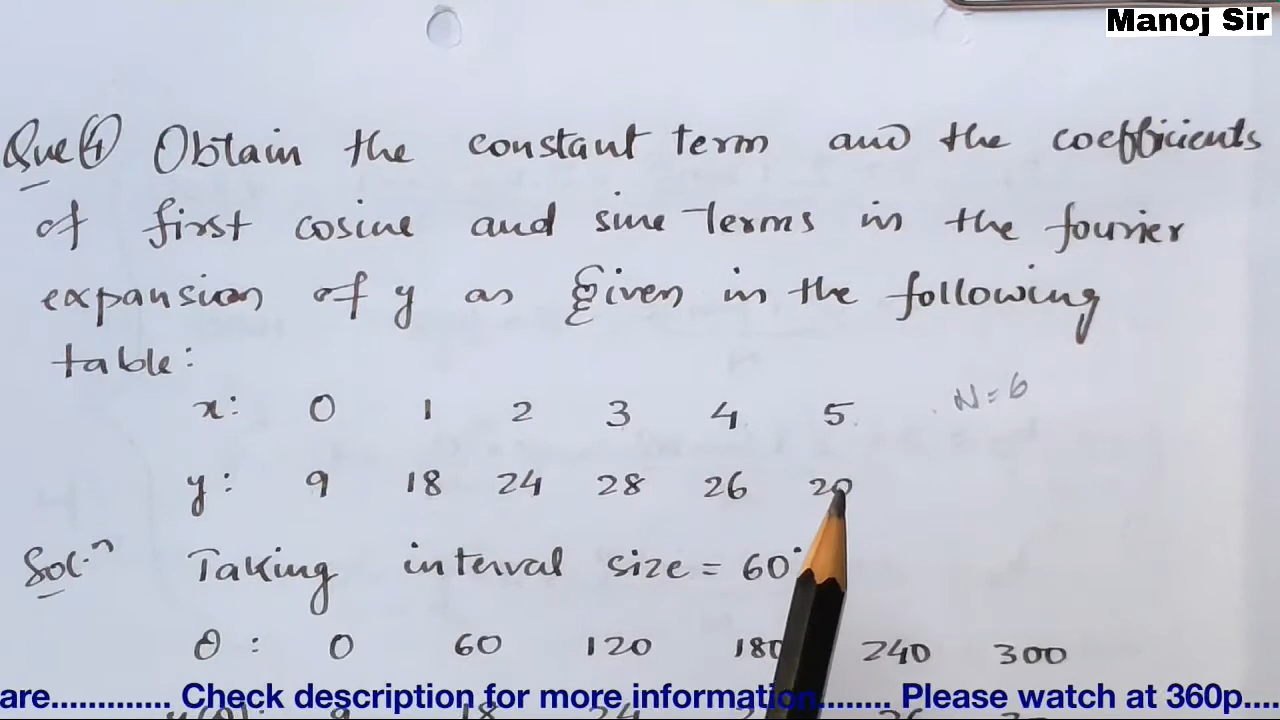 Manoj Sir
Que 4) Obtain the constant term and the coefficients
of first cosine and sine terms in the fourier
expansion of y as given in the following
table:
x: 0 1 2 3 4 5 N=6
y: 9 18 24 28 26 20
Sol.ⁿ Taking interval size = 60°
θ : 0 60 120 180 240 300
are............. Check description for more information........ Please watch at 360p....
9 18 24